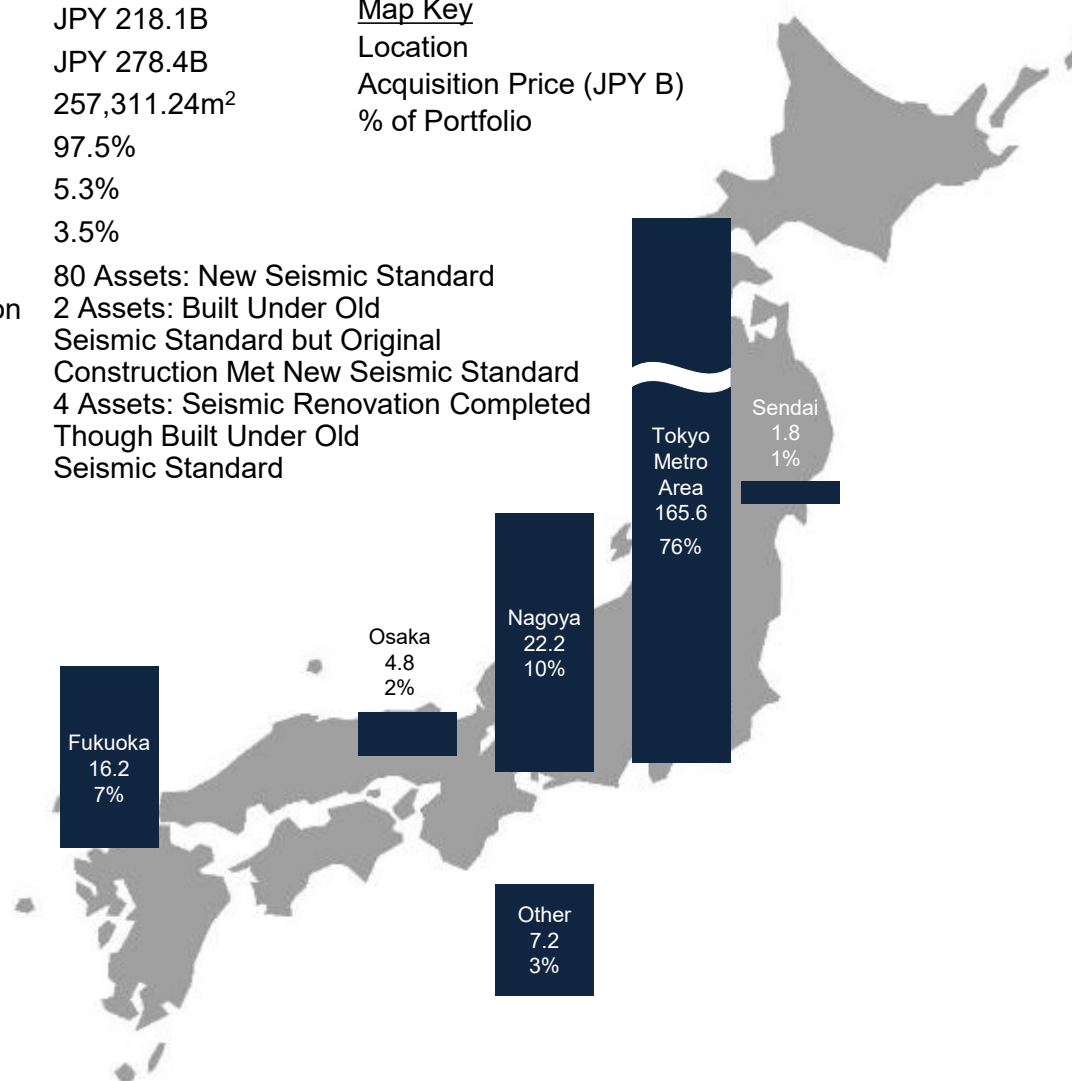 JPY 218.1B
JPY 278.4B
257,311.24m²
97.5%
5.3%
3.5%
80 Assets: New Seismic Standard
on 2 Assets: Built Under Old
Seismic Standard but Original
Construction Met New Seismic Standard
4 Assets: Seismic Renovation Completed
Though Built Under Old
Seismic Standard
Map Key
Location
Acquisition Price (JPY B)
% of Portfolio
Sendai
1.8
1%
Tokyo
Metro
Area
165.6
76%
Nagoya
22.2
10%
Osaka
4.8
2%
Fukuoka
16.2
7%
Other
7.2
3%